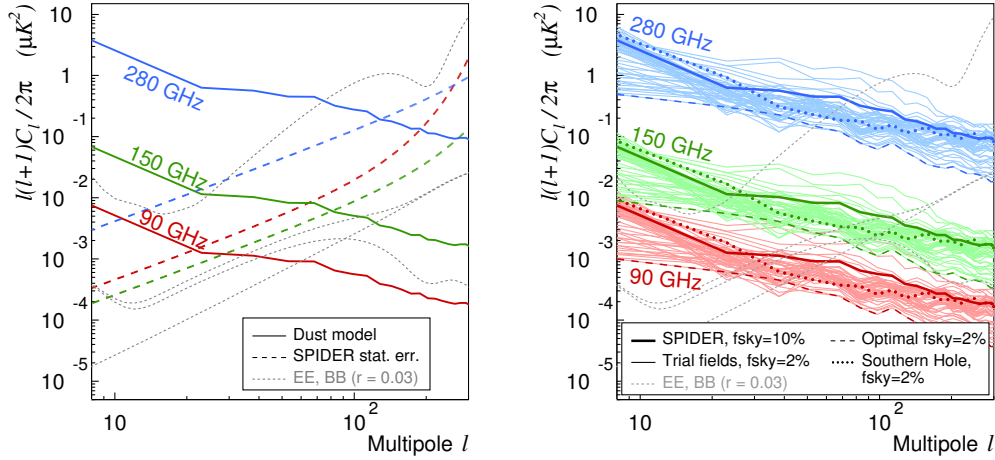 l(l+1)C_l / 2π (µK²)
10
1
10⁻¹
10⁻²
10⁻³
10⁻⁴
10⁻⁵
280 GHz
150 GHz
90 GHz
Dust model
SPIDER stat. err.
EE, BB (r = 0.03)
10
10²
Multipole l
l(l+1)C_l / 2π (µK²)
10
1
10⁻¹
10⁻²
10⁻³
10⁻⁴
10⁻⁵
280 GHz
150 GHz
90 GHz
SPIDER, fsky=10%
Trial fields, fsky=2%
EE, BB (r = 0.03)
Optimal fsky=2%
Southern Hole,
fsky=2%
10
10²
Multipole l